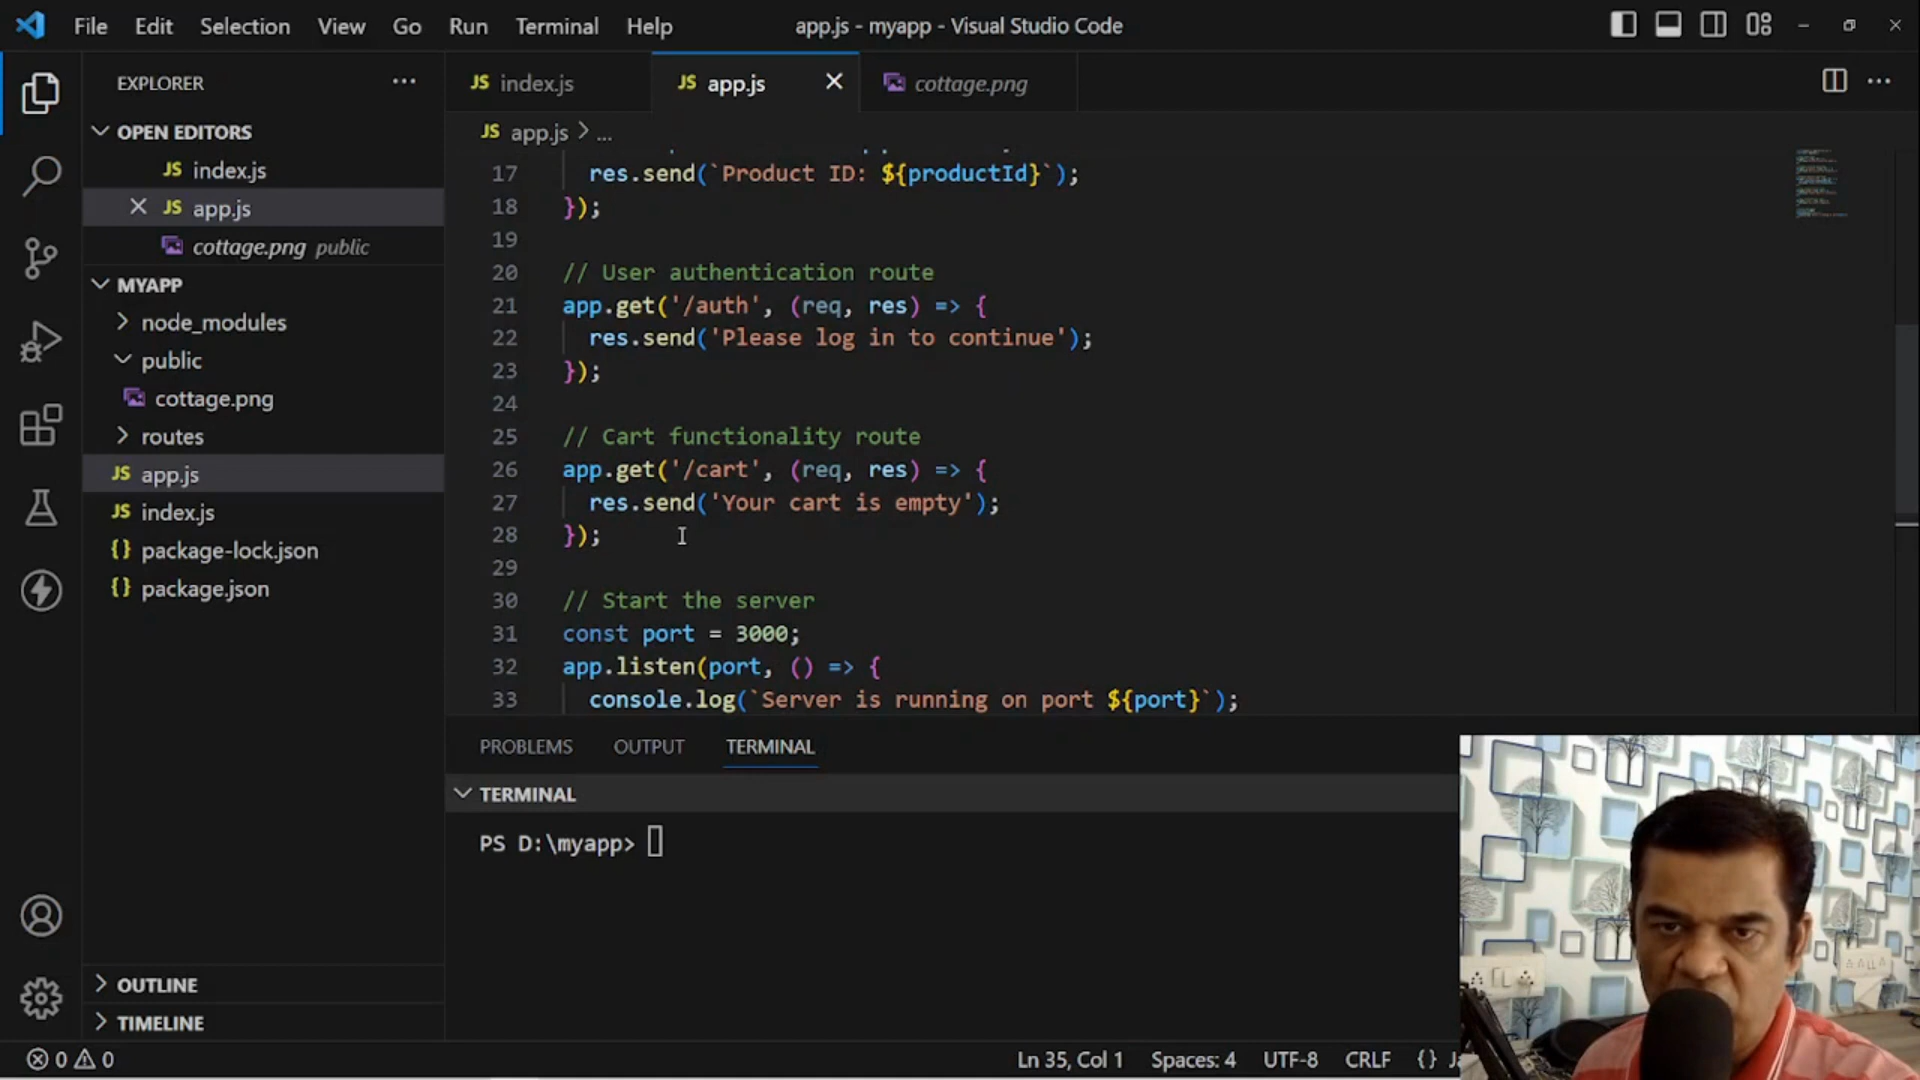 File Edit Selection View Go Run Terminal Help
app.js - myapp - Visual Studio Code
EXPLORER
OPEN EDITORS
JS index.js
JS app.js
cottage.png public
MYAPP
node_modules
public
cottage.png
routes
JS app.js
JS index.js
{} package-lock.json
{} package.json
OUTLINE
TIMELINE
JS index.js
JS app.js
cottage.png
JS app.js > ...
17 res.send(`Product ID: ${productId}`);
18 });
19
20 // User authentication route
21 app.get('/auth', (req, res) => {
22 res.send('Please log in to continue');
23 });
24
25 // Cart functionality route
26 app.get('/cart', (req, res) => {
27 res.send('Your cart is empty');
28 });
29
30 // Start the server
31 const port = 3000;
32 app.listen(port, () => {
33 console.log(`Server is running on port ${port}`);
PROBLEMS OUTPUT TERMINAL
TERMINAL
PS D:\myapp>
0 0
Ln 35, Col 1 Spaces: 4 UTF-8 CRLF {}